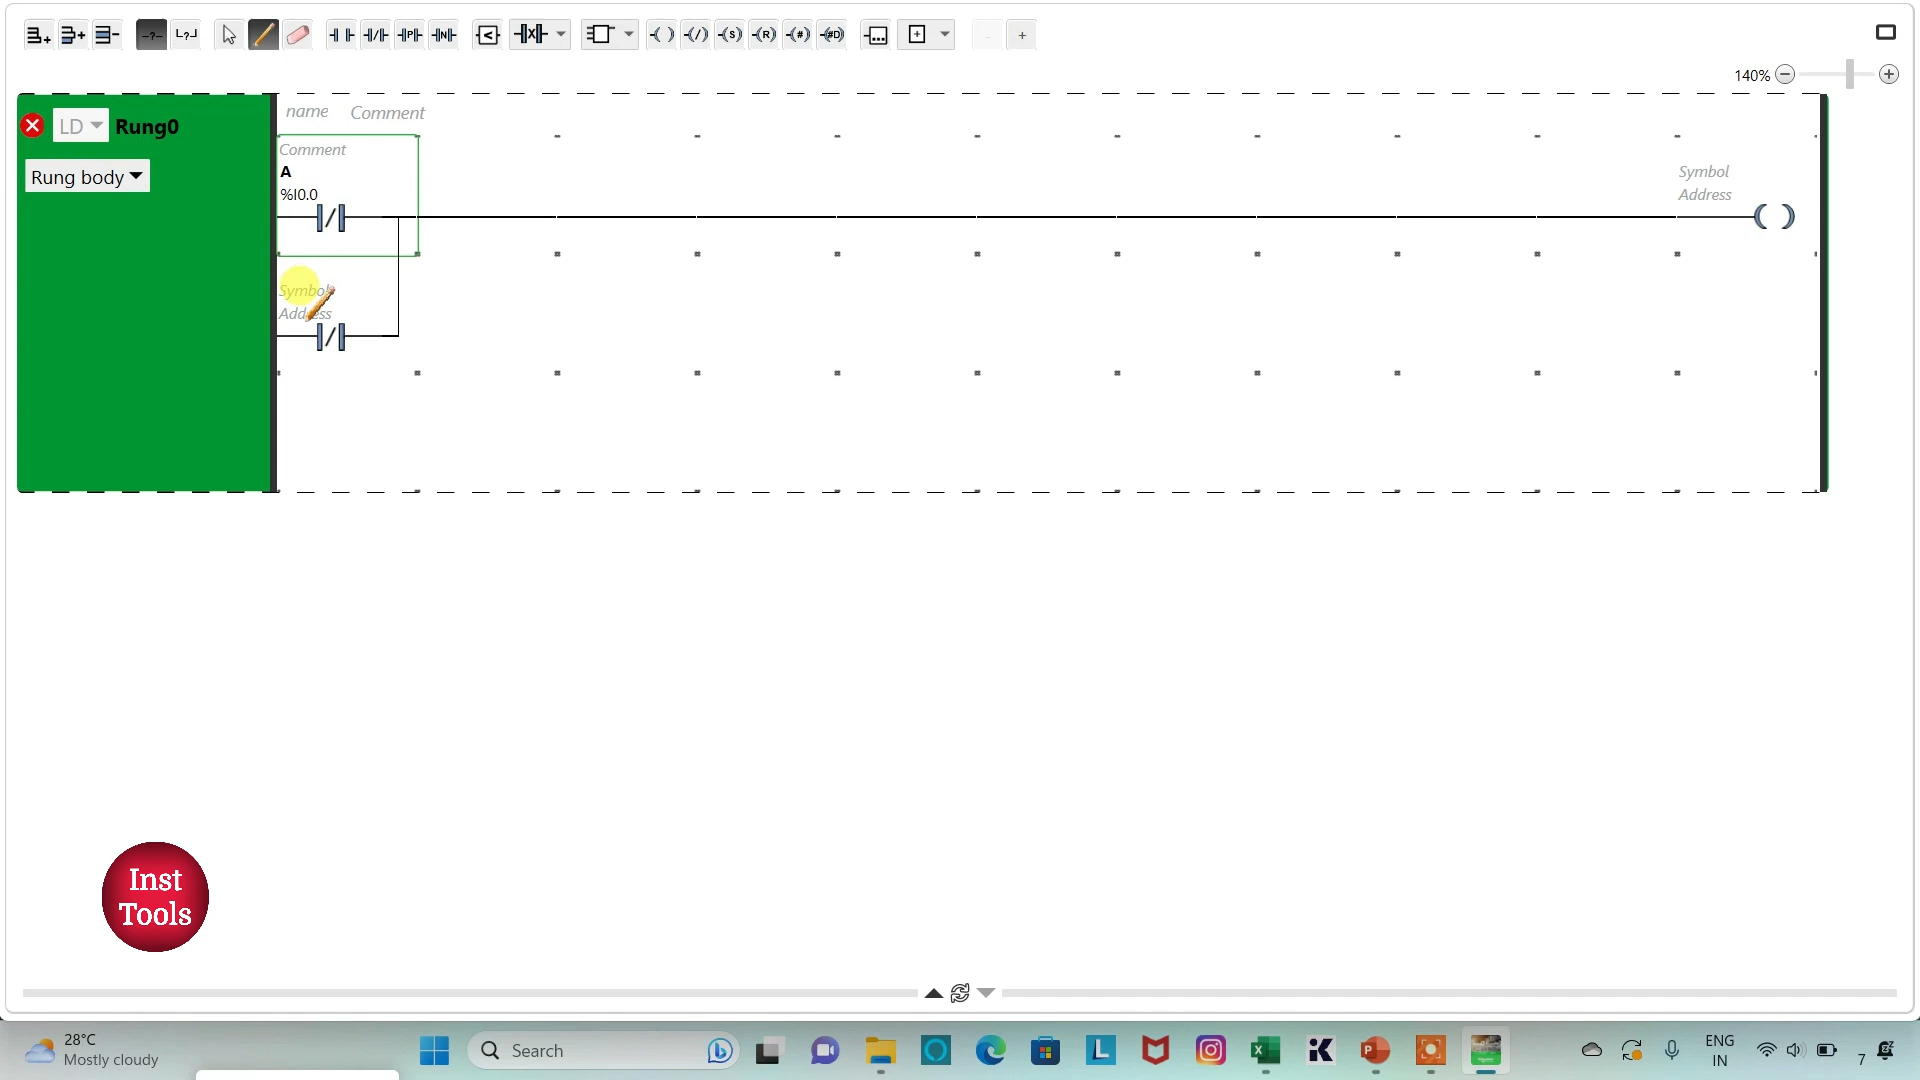 140%
LD Rung0
Rung body
name Comment
Comment
A
%I0.0
Symbol
Address
Symbol
Address
Inst
Tools
28°C
Mostly cloudy
Search
ENG
IN
7